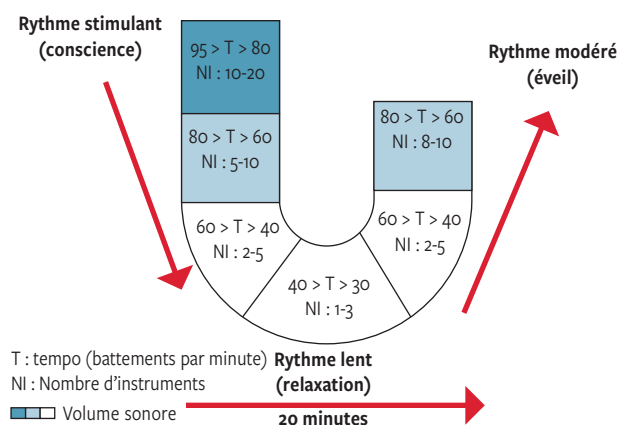 Rythme stimulant
(conscience)
95 > T > 80
NI : 10-20
80 > T > 60
NI : 5-10
60 > T > 40
NI : 2-5
40 > T > 30
NI : 1-3
60 > T > 40
NI : 2-5
80 > T > 60
NI : 8-10
Rythme modéré
(éveil)
T : tempo (battements par minute)
NI : Nombre d’instruments
Volume sonore
Rythme lent
(relaxation)
20 minutes